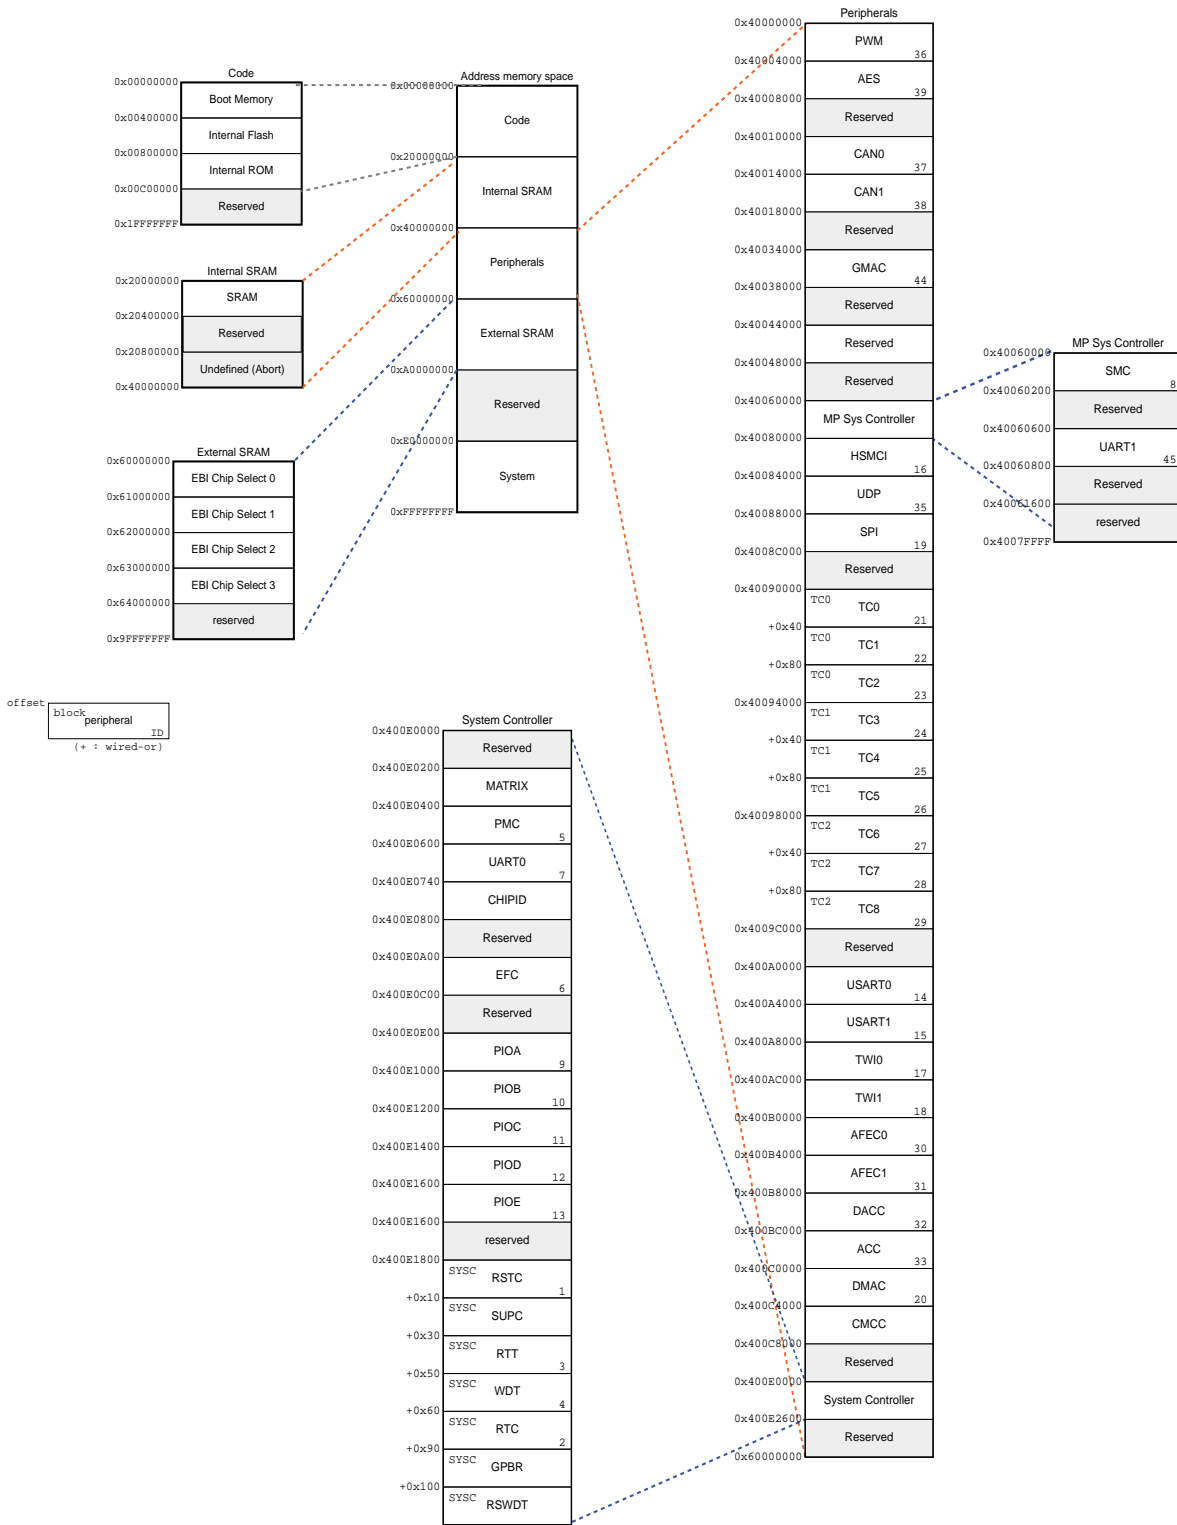 Code
0x00000000
Boot Memory
0x00400000
Internal Flash
0x00800000
Internal ROM
0x00C00000
Reserved
0x1FFFFFFF
Internal SRAM
0x20000000
SRAM
0x20400000
Reserved
0x20800000
Undefined (Abort)
0x40000000
External SRAM
0x60000000
EBI Chip Select 0
0x61000000
EBI Chip Select 1
0x62000000
EBI Chip Select 2
0x63000000
EBI Chip Select 3
0x64000000
reserved
0x9FFFFFFF
offset
block
peripheral
ID
(+ : wired-or)
Address memory space
0x00000000
Code
0x20000000
Internal SRAM
0x40000000
Peripherals
0x60000000
External SRAM
0xA0000000
Reserved
0xE0000000
System
0xFFFFFFFF
System Controller
0x400E0000
Reserved
0x400E0200
MATRIX
0x400E0400
PMC
5
0x400E0600
UART0
7
0x400E0740
CHIPID
0x400E0800
Reserved
0x400E0A00
EFC
6
0x400E0C00
Reserved
0x400E0E00
PIOA
9
0x400E1000
PIOB
10
0x400E1200
PIOC
11
0x400E1400
PIOD
12
0x400E1600
PIOE
13
0x400E1600
reserved
0x400E1800
SYSC
RSTC
1
+0x10
SYSC
SUPC
+0x30
SYSC
RTT
3
+0x50
SYSC
WDT
4
+0x60
SYSC
RTC
2
+0x90
SYSC
GPBR
+0x100
SYSC
RSWDT
Peripherals
0x40000000
PWM
36
0x40004000
AES
39
0x40008000
Reserved
0x40010000
CAN0
37
0x40014000
CAN1
38
0x40018000
Reserved
0x40034000
GMAC
44
0x40038000
Reserved
0x40044000
Reserved
0x40048000
Reserved
0x40060000
MP Sys Controller
0x40080000
HSMCI
16
0x40084000
UDP
35
0x40088000
SPI
19
0x4008C000
Reserved
0x40090000
TC0
TC0
21
+0x40
TC0
TC1
22
+0x80
TC0
TC2
23
0x40094000
TC1
TC3
24
+0x40
TC1
TC4
25
+0x80
TC1
TC5
26
0x40098000
TC2
TC6
27
+0x40
TC2
TC7
28
+0x80
TC2
TC8
29
0x4009C000
Reserved
0x400A0000
USART0
14
0x400A4000
USART1
15
0x400A8000
TWI0
17
0x400AC000
TWI1
18
0x400B0000
AFEC0
30
0x400B4000
AFEC1
31
0x400B8000
DACC
32
0x400BC000
ACC
33
0x400C0000
DMAC
20
0x400C4000
CMCC
0x400C8000
Reserved
0x400E0000
System Controller
0x400E2600
Reserved
0x60000000
MP Sys Controller
0x40060000
SMC
8
0x40060200
Reserved
0x40060600
UART1
45
0x40060800
Reserved
0x40061600
reserved
0x4007FFFF